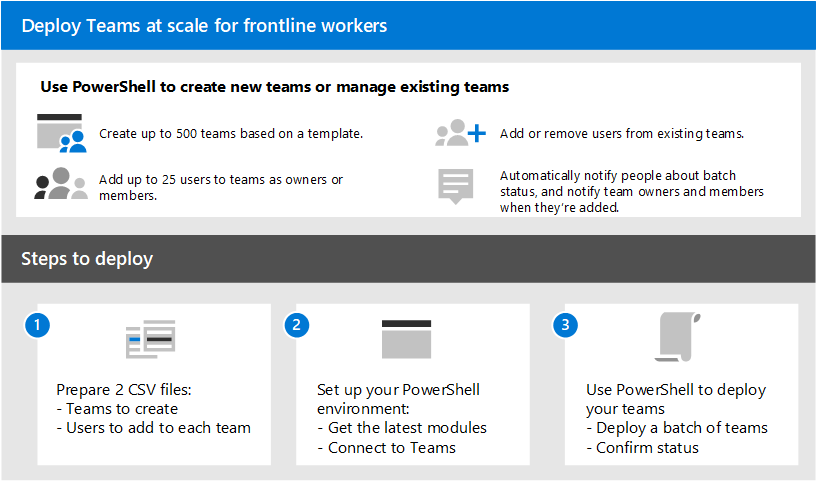 Deploy Teams at scale for frontline workers
Use PowerShell to create new teams or manage existing teams
Create up to 500 teams based on a template.
Add or remove users from existing teams.
Add up to 25 users to teams as owners or
members.
Automatically notify people about batch
status, and notify team owners and members
when they’re added.
Steps to deploy
1
Prepare 2 CSV files:
- Teams to create
- Users to add to each team
2
Set up your PowerShell
environment:
- Get the latest modules
- Connect to Teams
3
Use PowerShell to deploy
your teams
- Deploy a batch of teams
- Confirm status